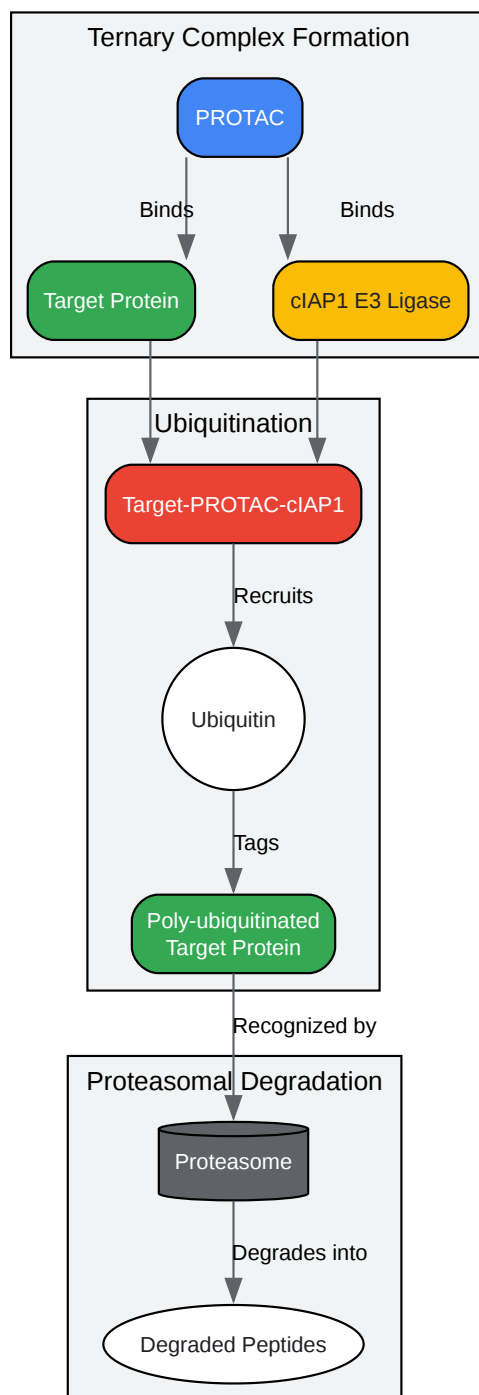 Ternary Complex Formation
PROTAC
Binds
Binds
Target Protein
cIAP1 E3 Ligase
Ubiquitination
Target-PROTAC-cIAP1
Recruits
Ubiquitin
Tags
Poly-ubiquitinated
Target Protein
Recognized by
Proteasomal Degradation
Proteasome
Degrades into
Degraded Peptides